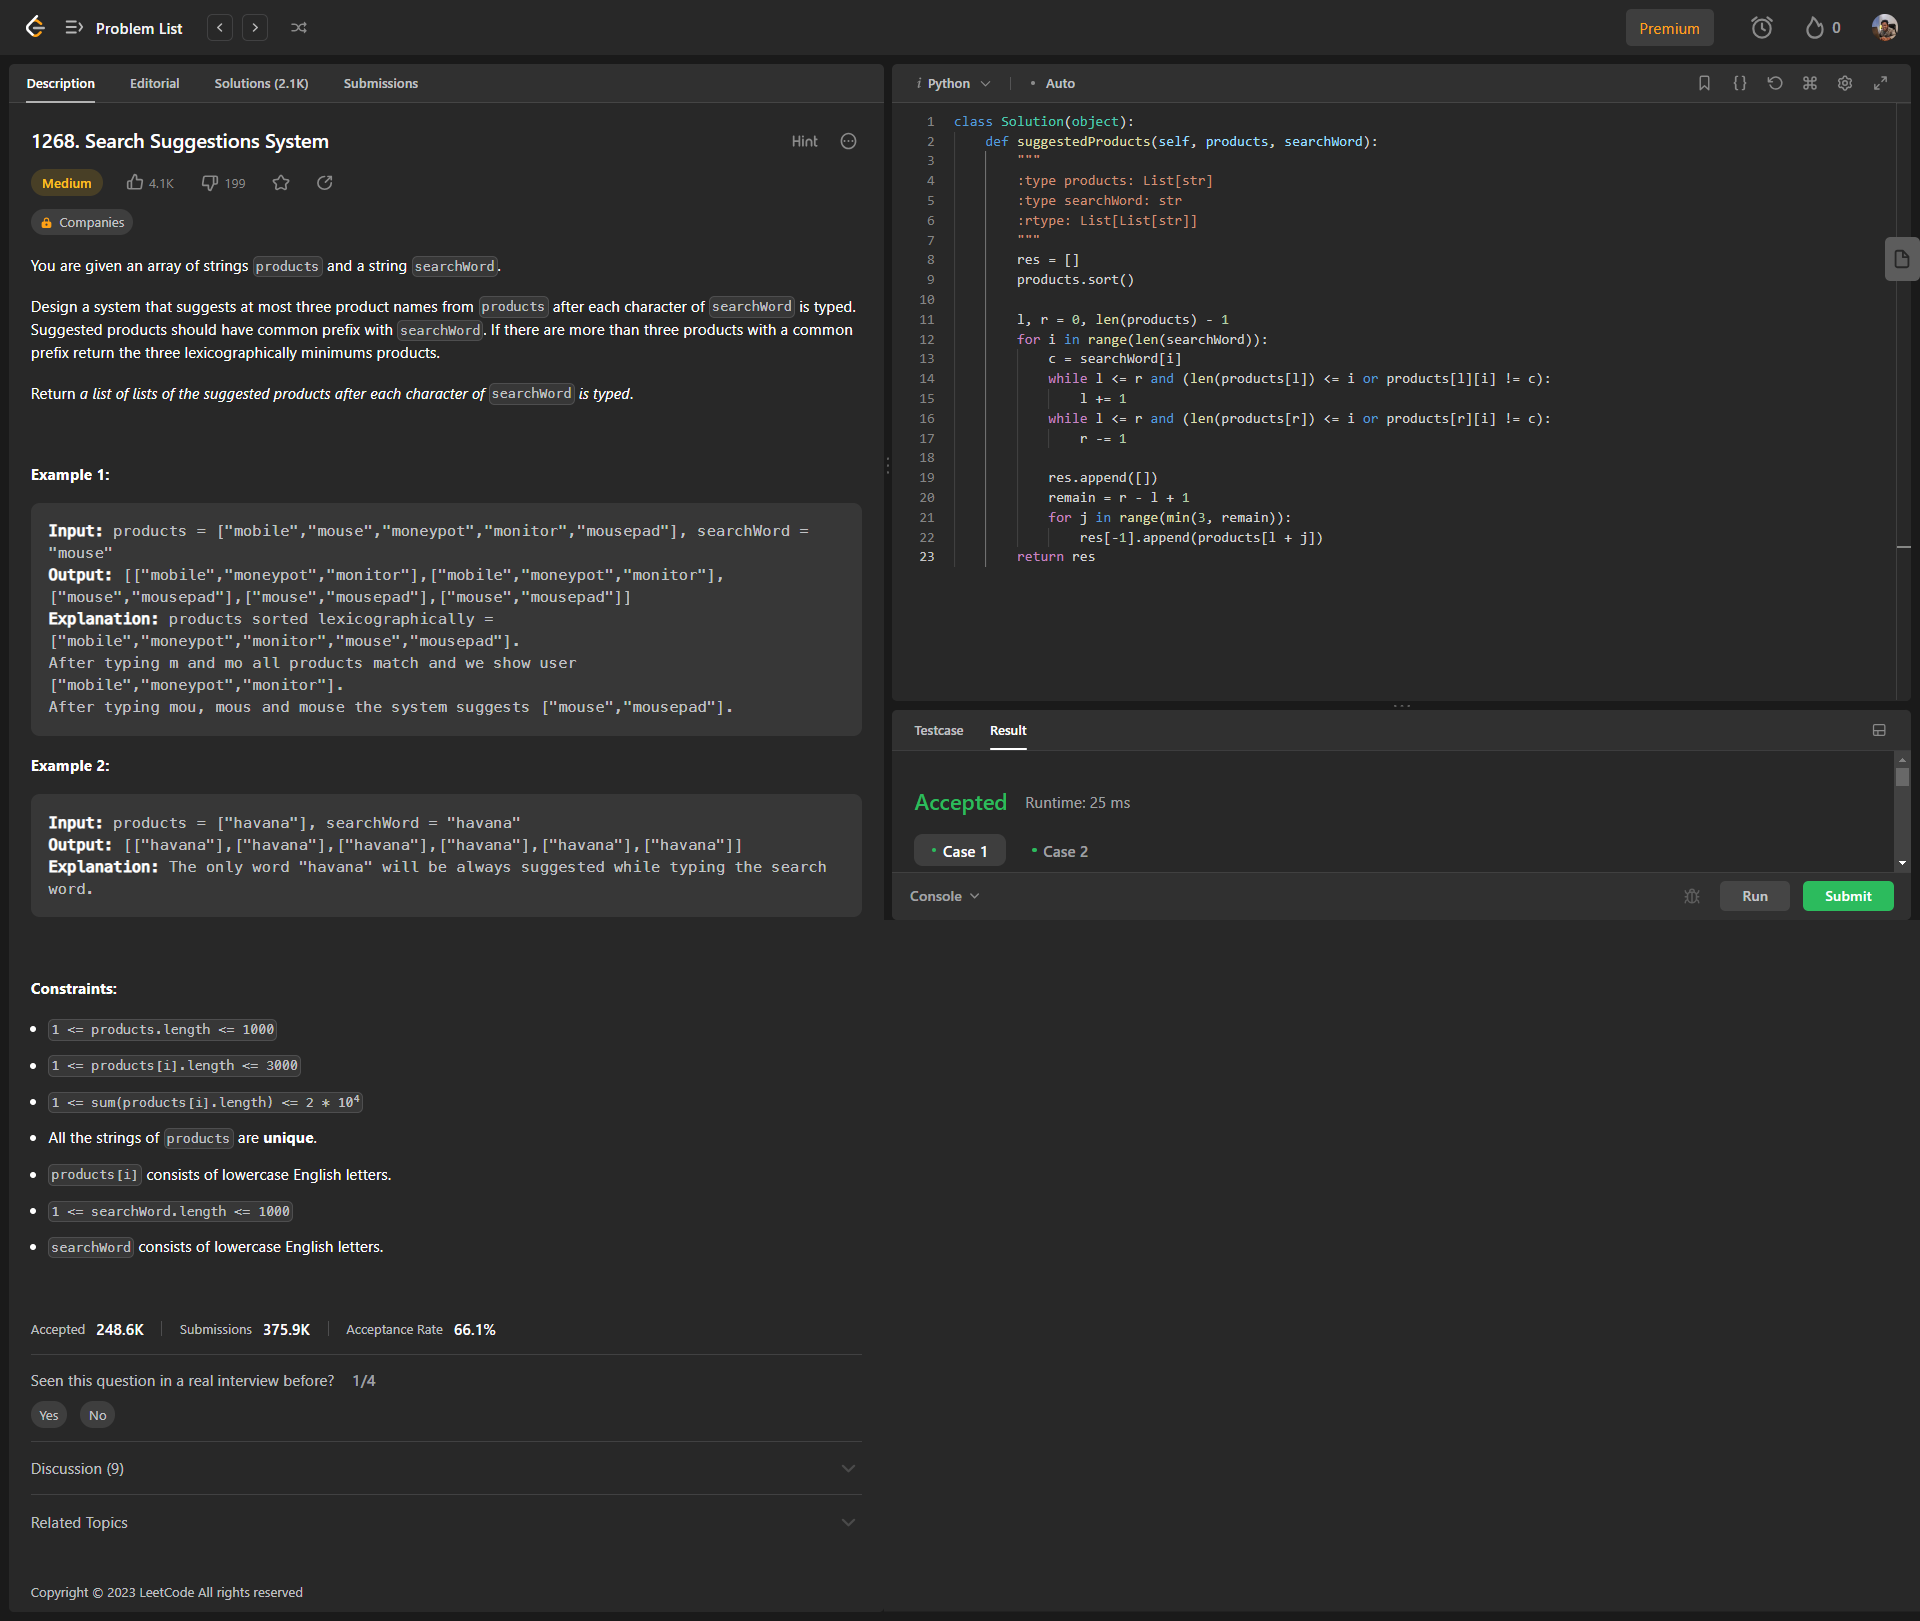 Problem List
Premium
0
Description Editorial Solutions (2.1K) Submissions
1268. Search Suggestions System
Hint
Medium 4.1K 199
Companies
You are given an array of strings products and a string searchWord.
Design a system that suggests at most three product names from products after each character of searchWord is typed.
Suggested products should have common prefix with searchWord. If there are more than three products with a common
prefix return the three lexicographically minimums products.
Return a list of lists of the suggested products after each character of searchWord is typed.
Example 1:
Input: products = ["mobile","mouse","moneypot","monitor","mousepad"], searchWord =
"mouse"
Output: [["mobile","moneypot","monitor"],["mobile","moneypot","monitor"],
["mouse","mousepad"],["mouse","mousepad"],["mouse","mousepad"]]
Explanation: products sorted lexicographically =
["mobile","moneypot","monitor","mouse","mousepad"].
After typing m and mo all products match and we show user
["mobile","moneypot","monitor"].
After typing mou, mous and mouse the system suggests ["mouse","mousepad"].
Example 2:
Input: products = ["havana"], searchWord = "havana"
Output: [["havana"],["havana"],["havana"],["havana"],["havana"],["havana"]]
Explanation: The only word "havana" will be always suggested while typing the search
word.
Constraints:
• 1 <= products.length <= 1000
• 1 <= products[i].length <= 3000
• 1 <= sum(products[i].length) <= 2 * 10⁴
• All the strings of products are unique.
• products[i] consists of lowercase English letters.
• 1 <= searchWord.length <= 1000
• searchWord consists of lowercase English letters.
Accepted 248.6K Submissions 375.9K Acceptance Rate 66.1%
Seen this question in a real interview before? 1/4
Yes No
Discussion (9)
Related Topics
Copyright © 2023 LeetCode All rights reserved
i Python • Auto
1 class Solution(object):
2 def suggestedProducts(self, products, searchWord):
3 """
4 :type products: List[str]
5 :type searchWord: str
6 :rtype: List[List[str]]
7 """
8 res = []
9 products.sort()
10
11 l, r = 0, len(products) - 1
12 for i in range(len(searchWord)):
13 c = searchWord[i]
14 while l <= r and (len(products[l]) <= i or products[l][i] != c):
15 l += 1
16 while l <= r and (len(products[r]) <= i or products[r][i] != c):
17 r -= 1
18
19 res.append([])
20 remain = r - l + 1
21 for j in range(min(3, remain)):
22 res[-1].append(products[l + j])
23 return res
Testcase Result
Accepted Runtime: 25 ms
• Case 1 • Case 2
Console Run Submit